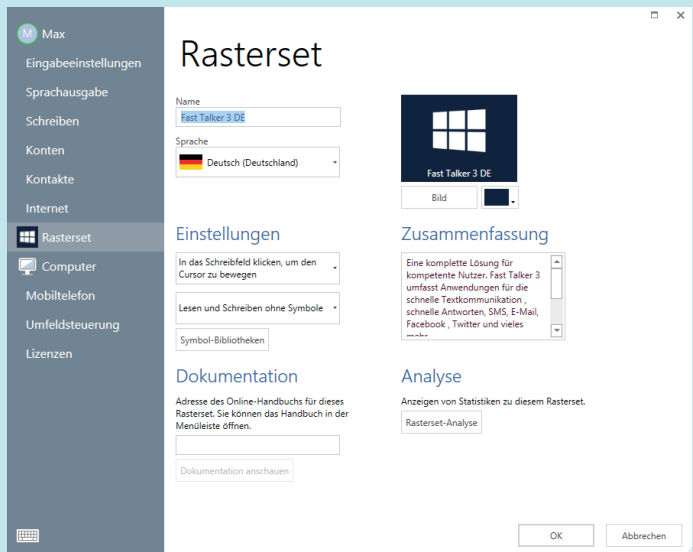 M Max
Eingabeeinstellungen
Sprachausgabe
Schreiben
Konten
Kontakte
Internet
Rasterset
Computer
Mobiltelefon
Umfeldsteuerung
Lizenzen
Rasterset
Name
Fast Talker 3 DE
Sprache
Deutsch (Deutschland)
Fast Talker 3 DE
Bild
Einstellungen
In das Schreibfeld klicken, um den
Cursor zu bewegen
Lesen und Schreiben ohne Symbole
Symbol-Bibliotheken
Zusammenfassung
Eine komplette Lösung für
kompetente Nutzer. Fast Talker 3
umfasst Anwendungen für die
schnelle Textkommunikation ,
schnelle Antworten, SMS, E-Mail,
Facebook , Twitter und vieles
mehr
Dokumentation
Adresse des Online-Handbuchs für dieses
Rasterset. Sie können das Handbuch in der
Menüleiste öffnen.
Dokumentation anschauen
Analyse
Anzeigen von Statistiken zu diesem Rasterset.
Rasterset-Analyse
OK
Abbrechen